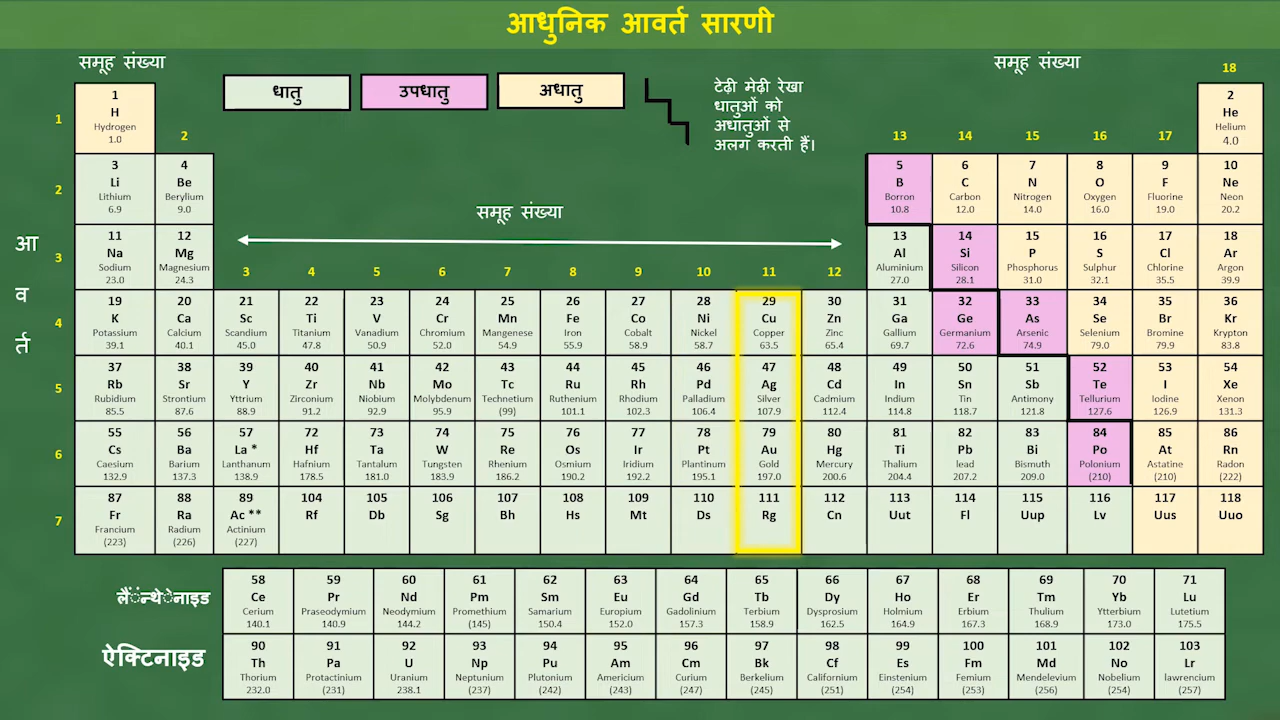 आधुनिक आवर्त सारणी
समूह संख्या
समूह संख्या
18
धातु
उपधातु
अधातु
टेढ़ी मेढ़ी रेखा
धातुओं को
अधातुओं से
अलग करती हैं।
1 2 13 14 15 16 17
1 2
H He
Hydrogen Helium
1.0 4.0
2
3 4 5 6 7 8 9 10
Li Be B C N O F Ne
Lithium Berylium Borron Carbon Nitrogen Oxygen Fluorine Neon
6.9 9.0 10.8 12.0 14.0 16.0 19.0 20.2
समूह संख्या
आ
व
र्त
3 3 4 5 6 7 8 9 10 11 12
11 12 13 14 15 16 17 18
Na Mg Al Si P S Cl Ar
Sodium Magnesium Aluminium Silicon Phosphorus Sulphur Chlorine Argon
23.0 24.3 27.0 28.1 31.0 32.1 35.5 39.9
4
19 20 21 22 23 24 25 26 27 28 29 30 31 32 33 34 35 36
K Ca Sc Ti V Cr Mn Fe Co Ni Cu Zn Ga Ge As Se Br Kr
Potassium Calcium Scandium Titanium Vanadium Chromium Mangenese Iron Cobalt Nickel Copper Zinc Gallium Germanium Arsenic Selenium Bromine Krypton
39.1 40.1 45.0 47.8 50.9 52.0 54.9 55.9 58.9 58.7 63.5 65.4 69.7 72.6 74.9 79.0 79.9 83.8
5
37 38 39 40 41 42 43 44 45 46 47 48 49 50 51 52 53 54
Rb Sr Y Zr Nb Mo Tc Ru Rh Pd Ag Cd In Sn Sb Te I Xe
Rubidium Strontium Yttrium Zirconium Niobium Molybdenum Technetium Ruthenium Rhodium Palladium Silver Cadmium Indium Tin Antimony Tellurium Iodine Xenon
85.5 87.6 88.9 91.2 92.9 95.9 (99) 101.1 102.3 106.4 107.9 112.4 114.8 118.7 121.8 127.6 126.9 131.3
6
55 56 57 72 73 74 75 76 77 78 79 80 81 82 83 84 85 86
Cs Ba La * Hf Ta W Re Os Ir Pt Au Hg Ti Pb Bi Po At Rn
Caesium Barium Lanthanum Hafnium Tantalum Tungsten Rhenium Osmium Iridium Plantinum Gold Mercury Thalium lead Bismuth Polonium Astatine Radon
132.9 137.3 138.9 178.5 181.0 183.9 186.2 190.2 192.2 195.1 197.0 200.6 204.4 207.2 209.0 (210) (210) (222)
7
87 88 89 104 105 106 107 108 109 110 111 112 113 114 115 116 117 118
Fr Ra Ac ** Rf Db Sg Bh Hs Mt Ds Rg Cn Uut Fl Uup Lv Uus Uuo
Francium Radium Actinium
(223) (226) (227)
लैंंन्थेेनाइड
58 59 60 61 62 63 64 65 66 67 68 69 70 71
Ce Pr Nd Pm Sm Eu Gd Tb Dy Ho Er Tm Yb Lu
Cerium Praseodymium Neodymium Promethium Samarium Europium Gadolinium Terbium Dysprosium Holmium Erbium Thulium Ytterbium Lutetium
140.1 140.9 144.2 (145) 150.4 152.0 157.3 158.9 162.5 164.9 167.3 168.9 173.0 175.5
ऐक्टिनाइड
90 91 92 93 94 95 96 97 98 99 100 101 102 103
Th Pa U Np Pu Am Cm Bk Cf Es Fm Md No Lr
Thorium Protactinium Uranium Neptunium Plutonium Americium Curium Berkelium Californium Einstenium Femium Mendelevium Nobelium lawrencium
232.0 (231) 238.1 (237) (242) (243) (247) (245) (251) (254) (253) (256) (254) (257)